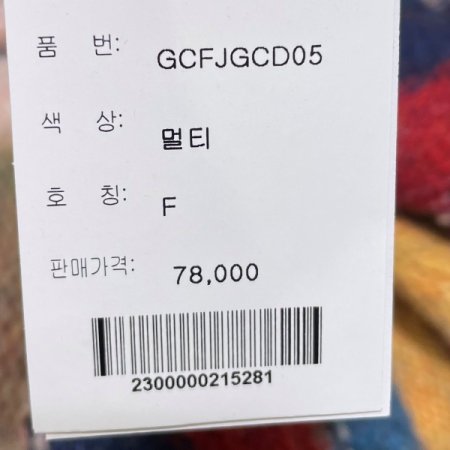 품 번: GCFJGCD05
색 상: 멀티
호 칭: F
판매가격: 78,000
2300000215281